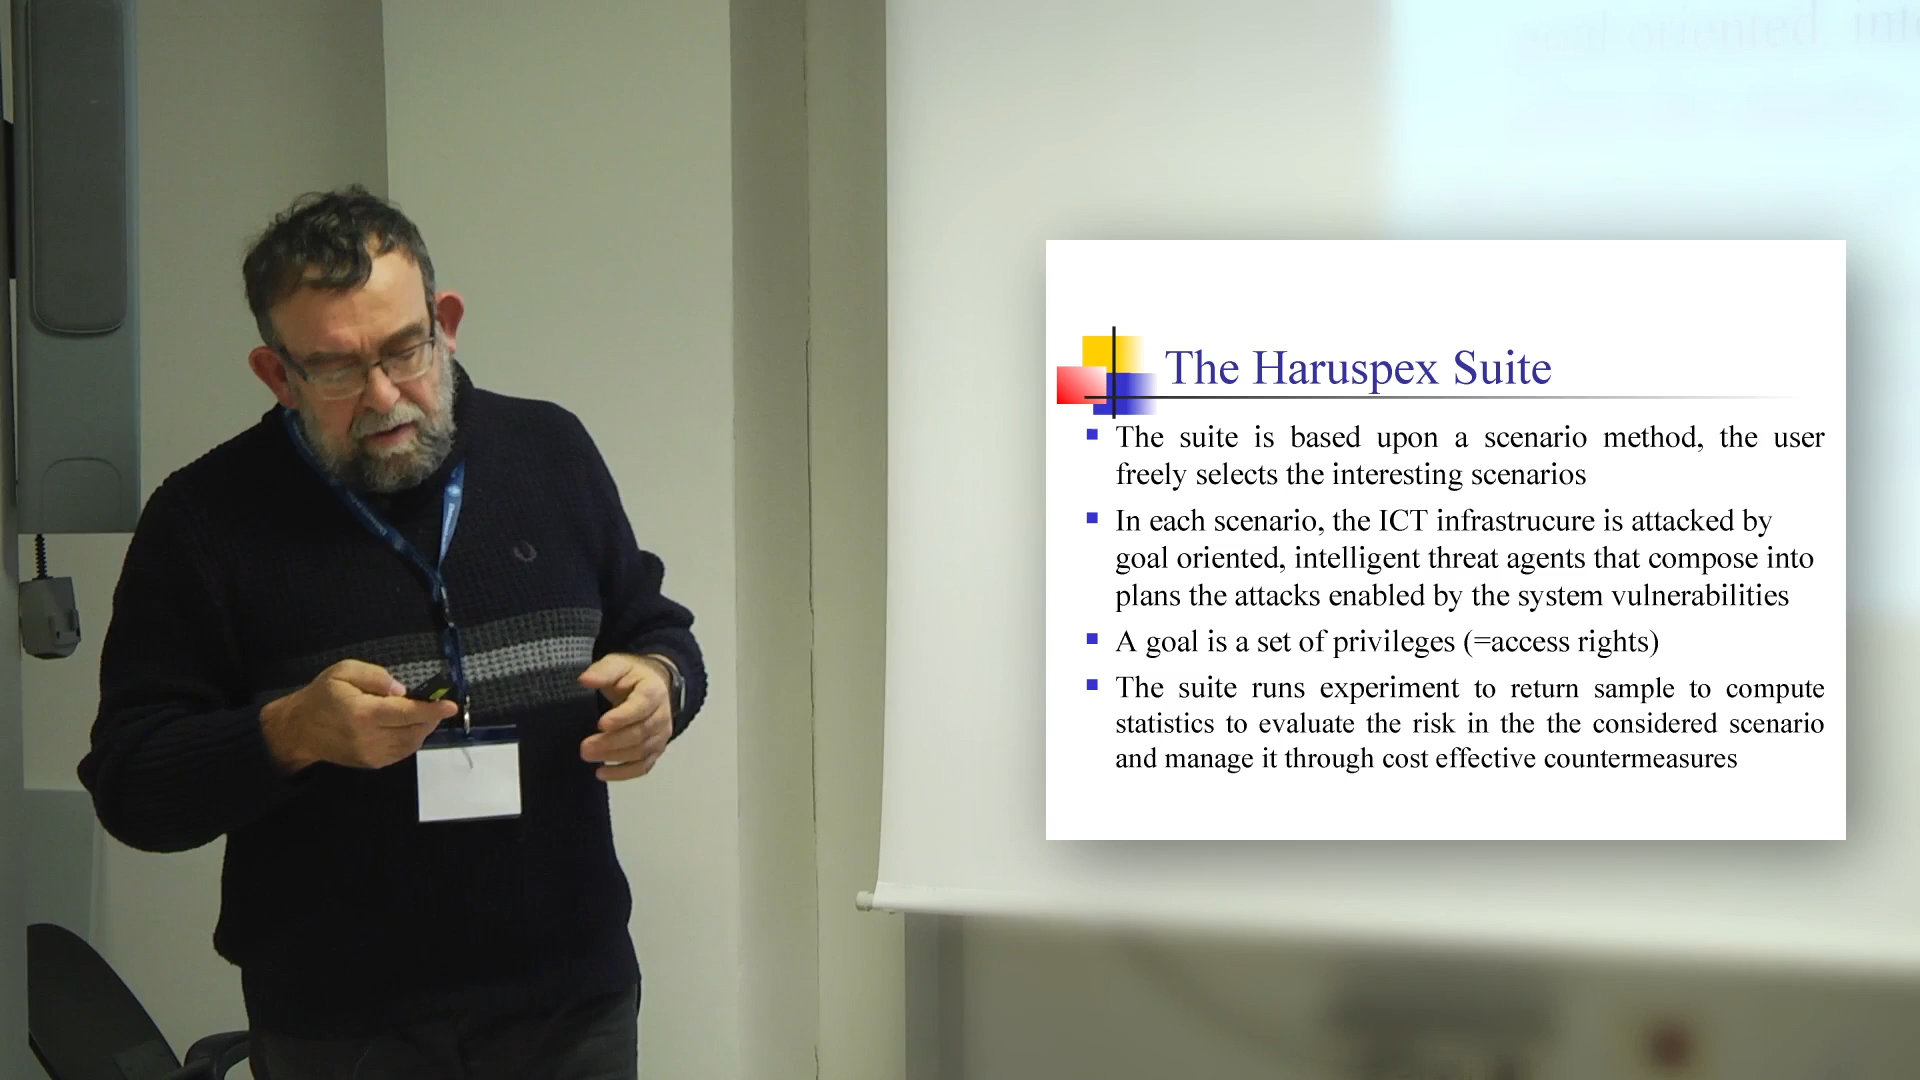 goal oriented
The Haruspex Suite
The suite is based upon a scenario method, the user
freely selects the interesting scenarios
In each scenario, the ICT infrastrucure is attacked by
goal oriented, intelligent threat agents that compose into
plans the attacks enabled by the system vulnerabilities
A goal is a set of privileges (=access rights)
The suite runs experiment to return sample to compute
statistics to evaluate the risk in the the considered scenario
and manage it through cost effective countermeasures